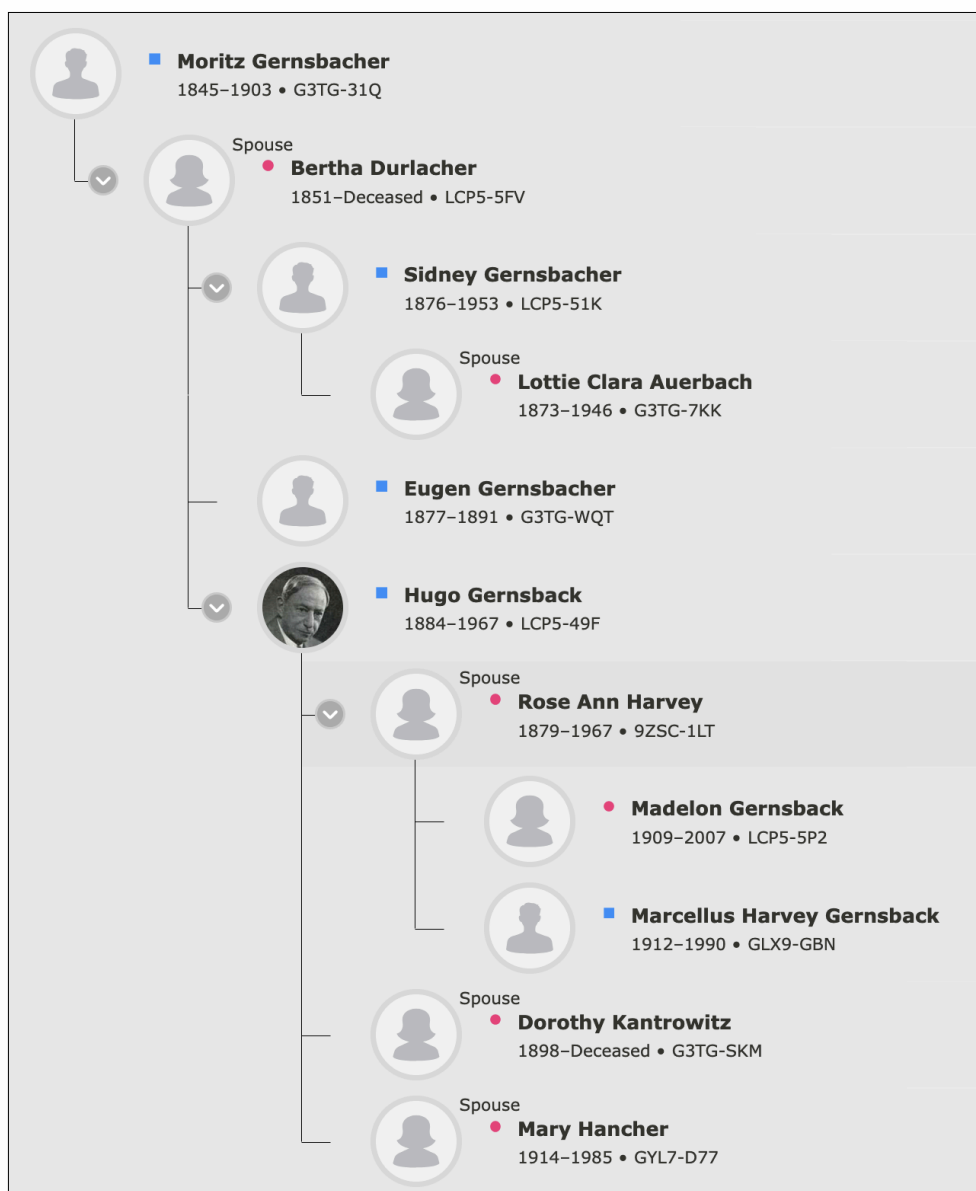 Moritz Gernsbacher
1845–1903 • G3TG-31Q
Spouse
Bertha Durlacher
1851–Deceased • LCP5-5FV
Sidney Gernsbacher
1876–1953 • LCP5-51K
Spouse
Lottie Clara Auerbach
1873–1946 • G3TG-7KK
Eugen Gernsbacher
1877–1891 • G3TG-WQT
Hugo Gernsback
1884–1967 • LCP5-49F
Spouse
Rose Ann Harvey
1879–1967 • 9ZSC-1LT
Madelon Gernsback
1909–2007 • LCP5-5P2
Marcellus Harvey Gernsback
1912–1990 • GLX9-GBN
Spouse
Dorothy Kantrowitz
1898–Deceased • G3TG-SKM
Spouse
Mary Hancher
1914–1985 • GYL7-D77